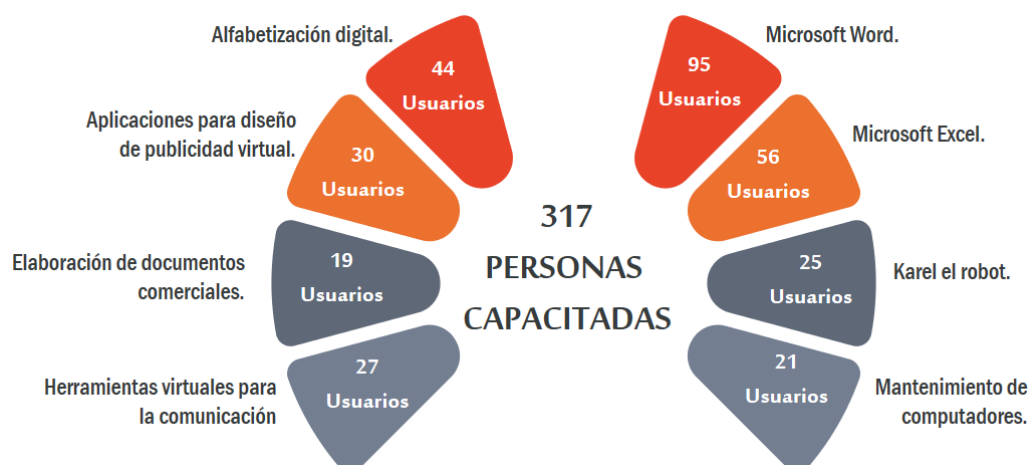 Alfabetización digital.
44
Usuarios
Aplicaciones para diseño
de publicidad virtual.
30
Usuarios
Elaboración de documentos
comerciales.
19
Usuarios
Herramientas virtuales para
la comunicación
27
Usuarios
317
PERSONAS
CAPACITADAS
Microsoft Word.
95
Usuarios
Microsoft Excel.
56
Usuarios
Karel el robot.
25
Usuarios
Mantenimiento de
computadores.
21
Usuarios